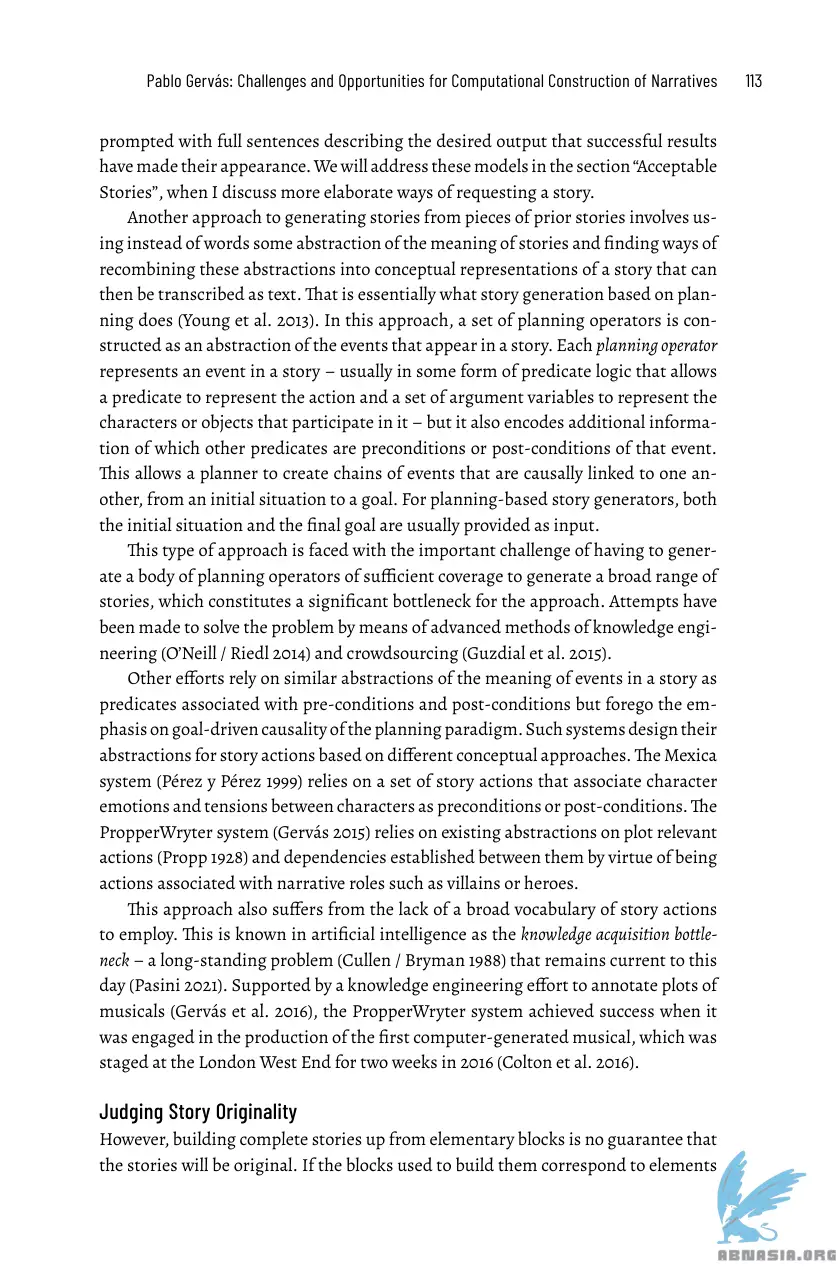 Pablo Gervás: Challenges and Opportunities for Computational Construction of Narratives 113
prompted with full sentences describing the desired output that successful results
have made their appearance. We will address these models in the section “Acceptable
Stories”, when I discuss more elaborate ways of requesting a story.
Another approach to generating stories from pieces of prior stories involves us-
ing instead of words some abstraction of the meaning of stories and finding ways of
recombining these abstractions into conceptual representations of a story that can
then be transcribed as text. That is essentially what story generation based on plan-
ning does (Young et al. 2013). In this approach, a set of planning operators is con-
structed as an abstraction of the events that appear in a story. Each planning operator
represents an event in a story – usually in some form of predicate logic that allows
a predicate to represent the action and a set of argument variables to represent the
characters or objects that participate in it – but it also encodes additional informa-
tion of which other predicates are preconditions or post-conditions of that event.
This allows a planner to create chains of events that are causally linked to one an-
other, from an initial situation to a goal. For planning-based story generators, both
the initial situation and the final goal are usually provided as input.
This type of approach is faced with the important challenge of having to gener-
ate a body of planning operators of sufficient coverage to generate a broad range of
stories, which constitutes a significant bottleneck for the approach. Attempts have
been made to solve the problem by means of advanced methods of knowledge engi-
neering (O’Neill / Riedl 2014) and crowdsourcing (Guzdial et al. 2015).
Other efforts rely on similar abstractions of the meaning of events in a story as
predicates associated with pre-conditions and post-conditions but forego the em-
phasis on goal-driven causality of the planning paradigm. Such systems design their
abstractions for story actions based on different conceptual approaches. The Mexica
system (Pérez y Pérez 1999) relies on a set of story actions that associate character
emotions and tensions between characters as preconditions or post-conditions. The
PropperWryter system (Gervás 2015) relies on existing abstractions on plot relevant
actions (Propp 1928) and dependencies established between them by virtue of being
actions associated with narrative roles such as villains or heroes.
This approach also suffers from the lack of a broad vocabulary of story actions
to employ. This is known in artificial intelligence as the knowledge acquisition bottle-
neck – a long-standing problem (Cullen / Bryman 1988) that remains current to this
day (Pasini 2021). Supported by a knowledge engineering effort to annotate plots of
musicals (Gervás et al. 2016), the PropperWryter system achieved success when it
was engaged in the production of the first computer-generated musical, which was
staged at the London West End for two weeks in 2016 (Colton et al. 2016).
Judging Story Originality
However, building complete stories up from elementary blocks is no guarantee that
the stories will be original. If the blocks used to build them correspond to elements
ABNASIA.ORG